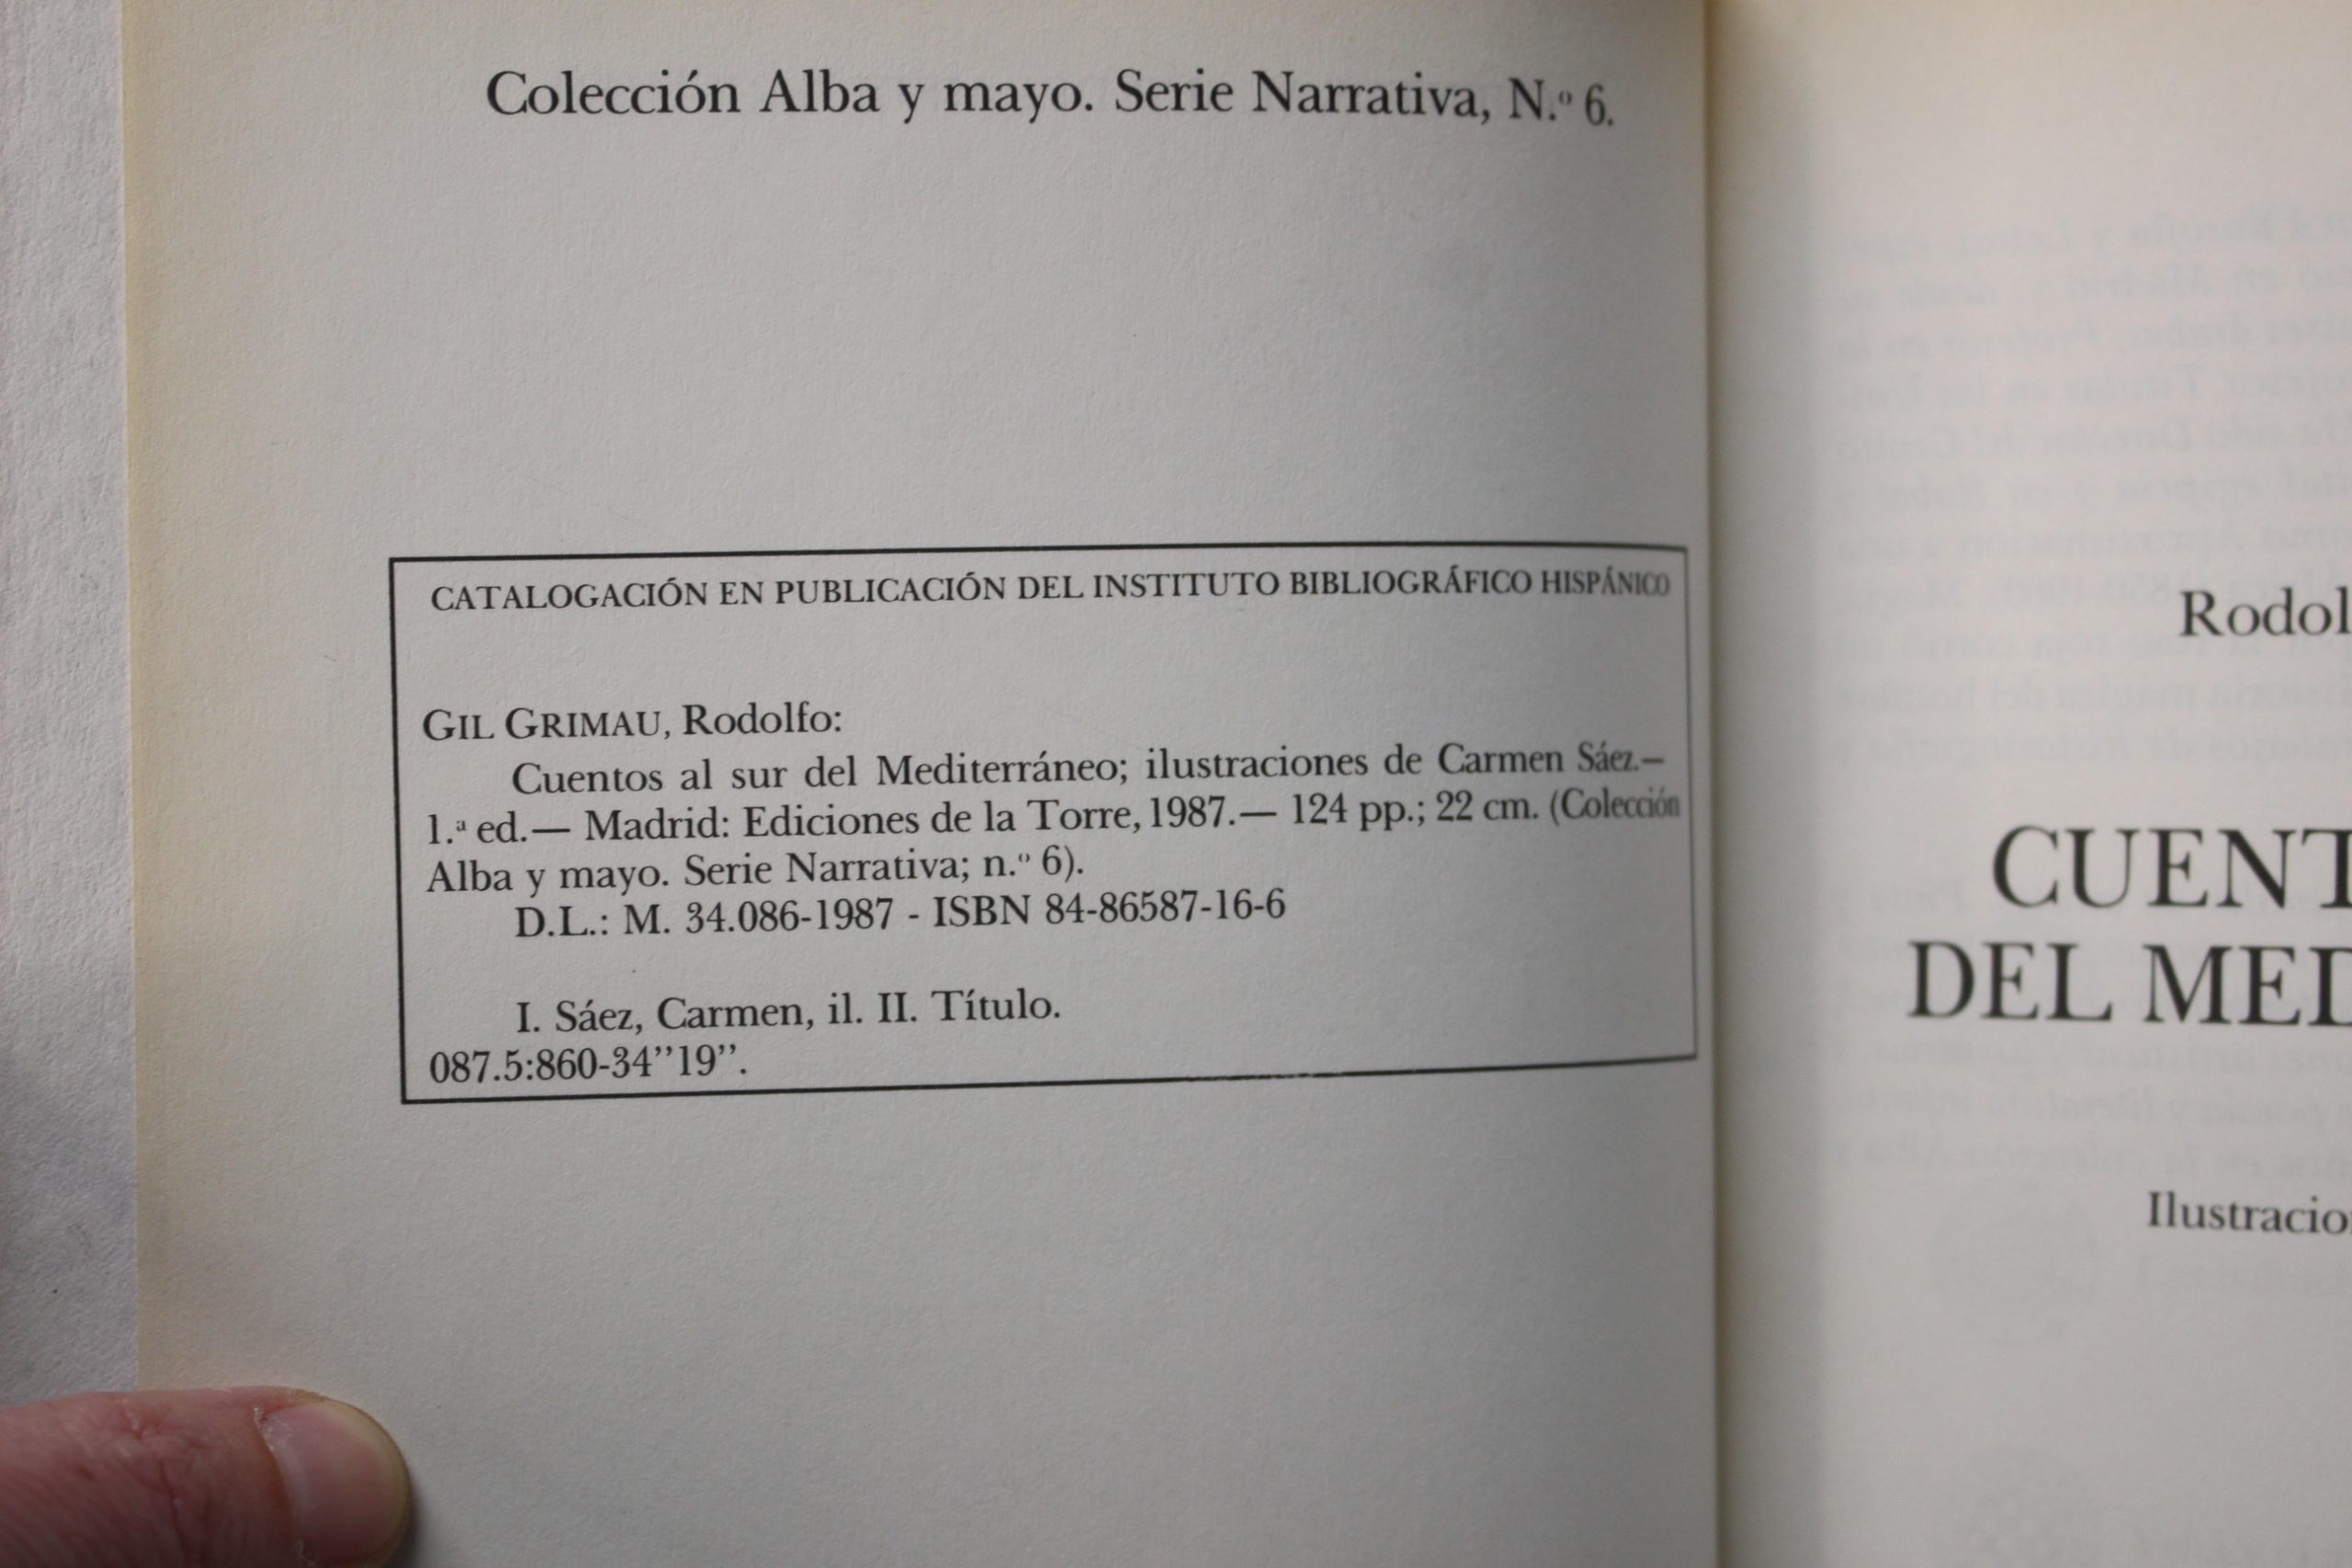 Colección Alba y mayo. Serie Narrativa, N.º 6.
CATALOGACIÓN EN PUBLICACIÓN DEL INSTITUTO BIBLIOGRÁFICO HISPÁNICO
GIL GRIMAU, Rodolfo:
Cuentos al sur del Mediterráneo; ilustraciones de Carmen Sáez.—
1.ª ed.— Madrid: Ediciones de la Torre, 1987.— 124 pp.; 22 cm. (Colección
Alba y mayo. Serie Narrativa; n.º 6).
D.L.: M. 34.086-1987 - ISBN 84-86587-16-6
I. Sáez, Carmen, il. II. Título.
087.5:860-34’’19’’.
Rodol
CUENT
DEL MED
Ilustracio